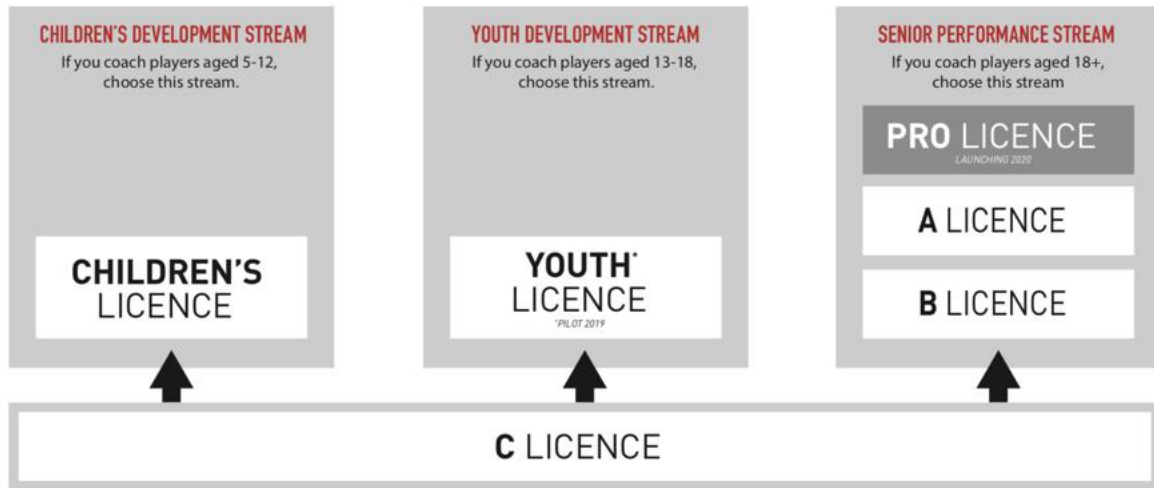 CHILDREN'S DEVELOPMENT STREAM
If you coach players aged 5-12,
choose this stream.
CHILDREN'S
LICENCE
YOUTH DEVELOPMENT STREAM
If you coach players aged 13-18,
choose this stream.
YOUTH*
LICENCE
*PILOT 2019
SENIOR PERFORMANCE STREAM
If you coach players aged 18+,
choose this stream
PRO LICENCE
LAUNCHING 2020
A LICENCE
B LICENCE
C LICENCE